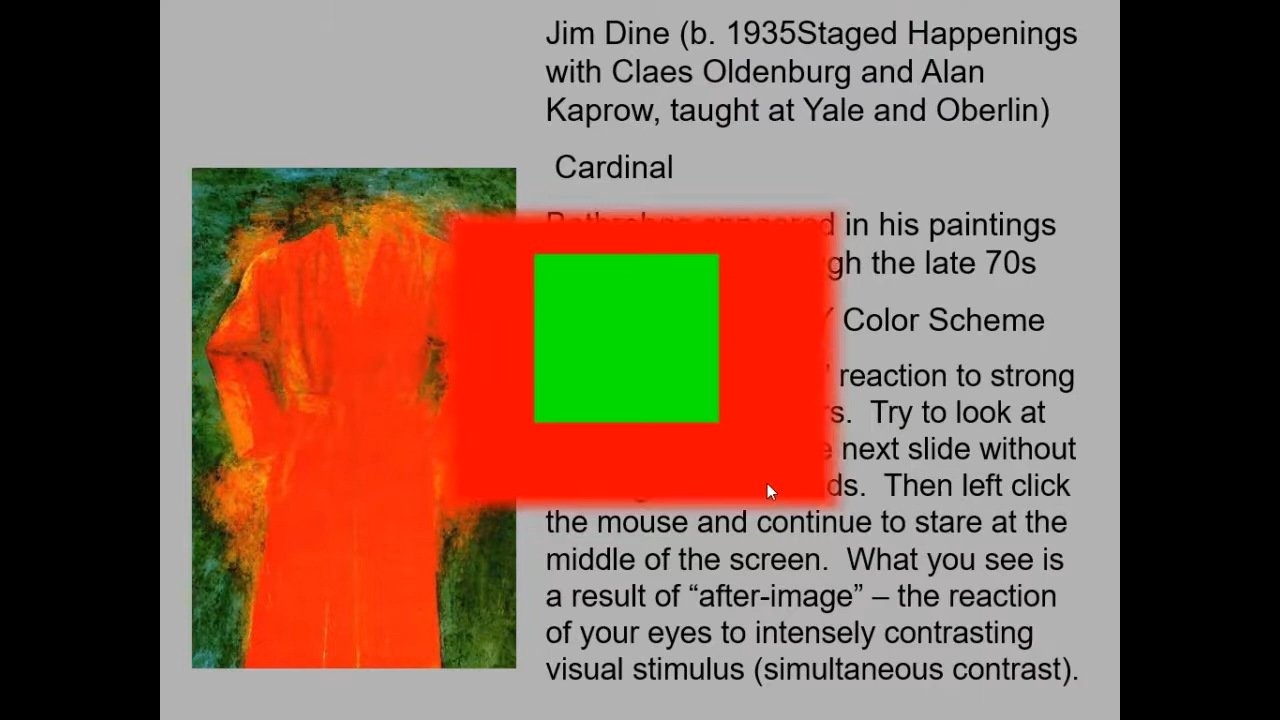 Jim Dine (b. 1935Staged Happenings
with Claes Oldenburg and Alan
Kaprow, taught at Yale and Oberlin)
Cardinal
in his paintings
the late 70s
Color Scheme
reaction to strong
Try to look at
next slide without
Then left click
the mouse and continue to stare at the
middle of the screen. What you see is
a result of “after-image” – the reaction
of your eyes to intensely contrasting
visual stimulus (simultaneous contrast).